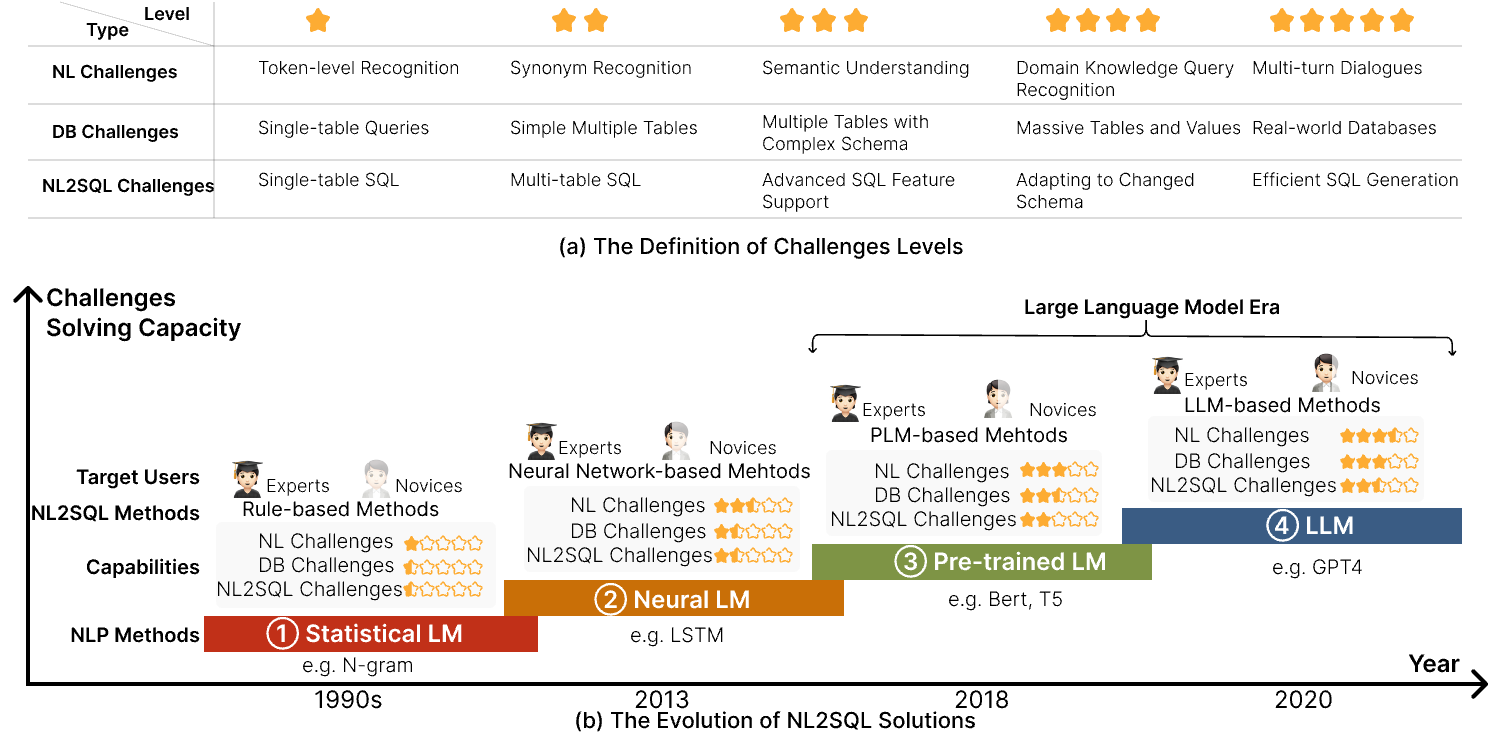 Level
Type
NL Challenges
Token-level Recognition
Synonym Recognition
Semantic Understanding
Domain Knowledge Query
Recognition
Multi-turn Dialogues
DB Challenges
Single-table Queries
Simple Multiple Tables
Multiple Tables with
Complex Schema
Massive Tables and Values
Real-world Databases
NL2SQL Challenges
Single-table SQL
Multi-table SQL
Advanced SQL Feature
Support
Adapting to Changed
Schema
Efficient SQL Generation
(a) The Definition of Challenges Levels
Challenges
Solving Capacity
Large Language Model Era
Target Users
NL2SQL Methods
Capabilities
NLP Methods
Experts
Novices
Rule-based Methods
NL Challenges
DB Challenges
NL2SQL Challenges
1 Statistical LM
e.g. N-gram
Experts
Novices
Neural Network-based Mehtods
NL Challenges
DB Challenges
NL2SQL Challenges
2 Neural LM
e.g. LSTM
Experts
Novices
PLM-based Mehtods
NL Challenges
DB Challenges
NL2SQL Challenges
3 Pre-trained LM
e.g. Bert, T5
Experts
Novices
LLM-based Methods
NL Challenges
DB Challenges
NL2SQL Challenges
4 LLM
e.g. GPT4
Year
1990s
2013
2018
2020
(b) The Evolution of NL2SQL Solutions